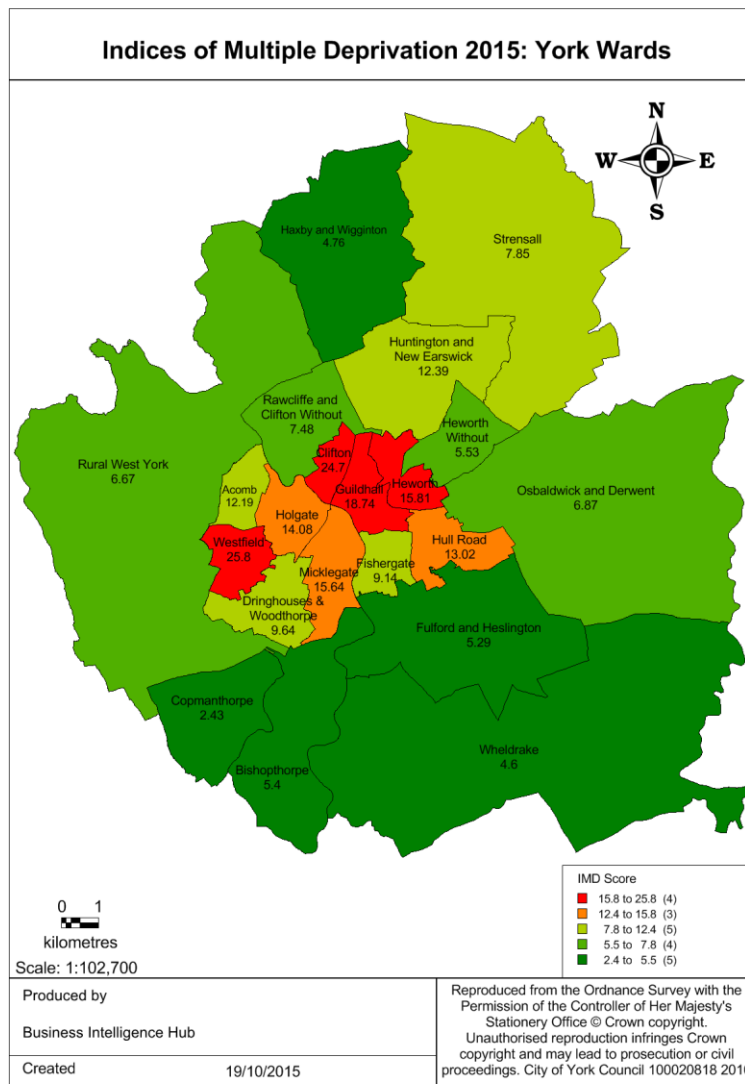 Indices of Multiple Deprivation 2015: York Wards
N
W E
S
Haxby and Wigginton
4.76
Strensall
7.85
Huntington and
New Earswick
12.39
Rawcliffe and
Clifton Without
7.48
Heworth
Without
5.53
Rural West York
6.67
Clifton
24.7
Guildhall
18.74
Heworth
15.81
Osbaldwick and Derwent
6.87
Acomb
12.19
Holgate
14.08
Hull Road
13.02
Westfield
25.8
Micklegate
15.64
Fishergate
9.14
Dringhouses &
Woodthorpe
9.64
Fulford and Heslington
5.29
Copmanthorpe
2.43
Bishopthorpe
5.4
Wheldrake
4.6
IMD Score
15.8 to 25.8 (4)
12.4 to 15.8 (3)
7.8 to 12.4 (5)
5.5 to 7.8 (4)
2.4 to 5.5 (5)
0 1
kilometres
Scale: 1:102,700
Produced by
Business Intelligence Hub
Created 19/10/2015
Reproduced from the Ordnance Survey with the
Permission of the Controller of Her Majesty's
Stationery Office © Crown copyright.
Unauthorised reproduction infringes Crown
copyright and may lead to prosecution or civil
proceedings. City of York Council 100020818 2010